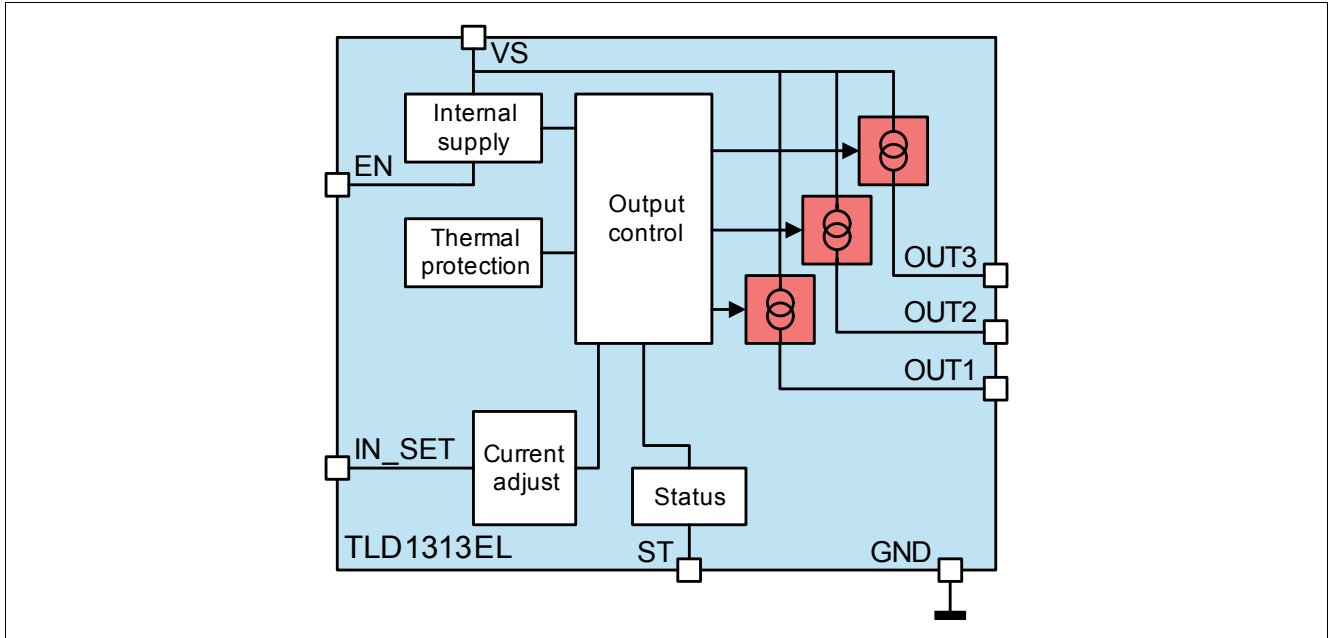 VS
Internal
supply
EN
Output
control
Thermal
protection
OUT3
OUT2
OUT1
IN_SET
Current
adjust
Status
TLD1313EL
ST
GND